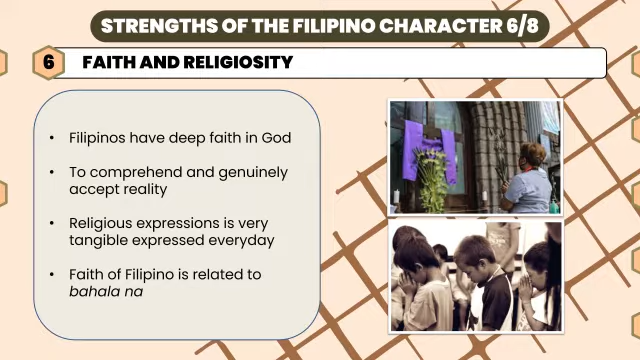 STRENGTHS OF THE FILIPINO CHARACTER 6/8
6 FAITH AND RELIGIOSITY
• Filipinos have deep faith in God
• To comprehend and genuinely
accept reality
• Religious expressions is very
tangible expressed everyday
• Faith of Filipino is related to
bahala na